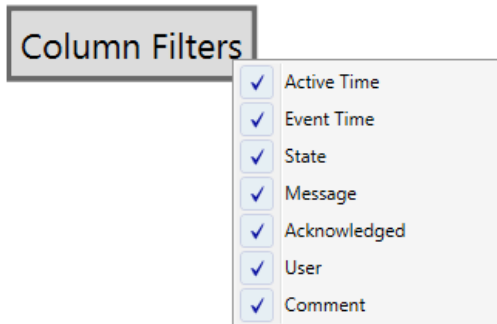 Column Filters
Active Time
Event Time
State
Message
Acknowledged
User
Comment